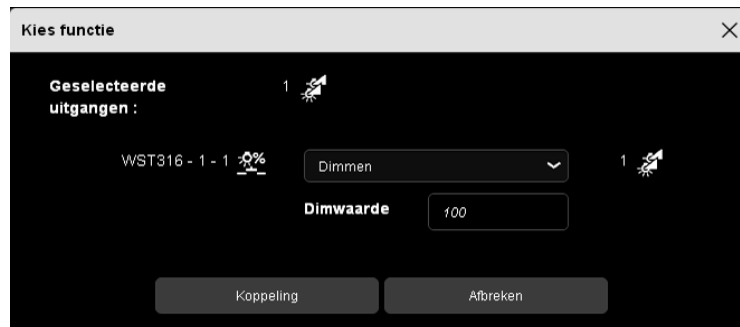 Kies functie
Geselecteerde uitgangen :
1
WST316 - 1 - 1 %
Dimmen
1
Dimwaarde
100
Koppeling
Afbreken